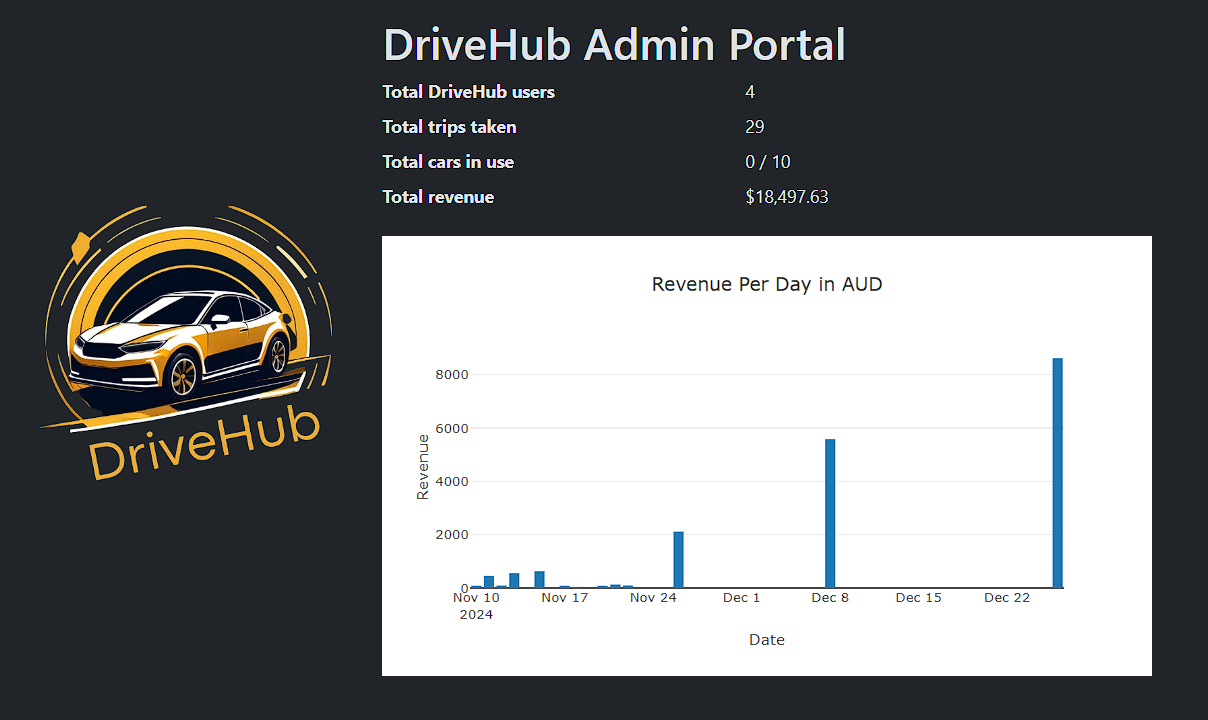 DriveHub Admin Portal
Total DriveHub users 4
Total trips taken 29
Total cars in use 0 / 10
Total revenue $18,497.63
DriveHub
Revenue Per Day in AUD
8000
6000
4000
2000
0
Revenue
Nov 10 Nov 17 Nov 24 Dec 1 Dec 8 Dec 15 Dec 22
2024
Date